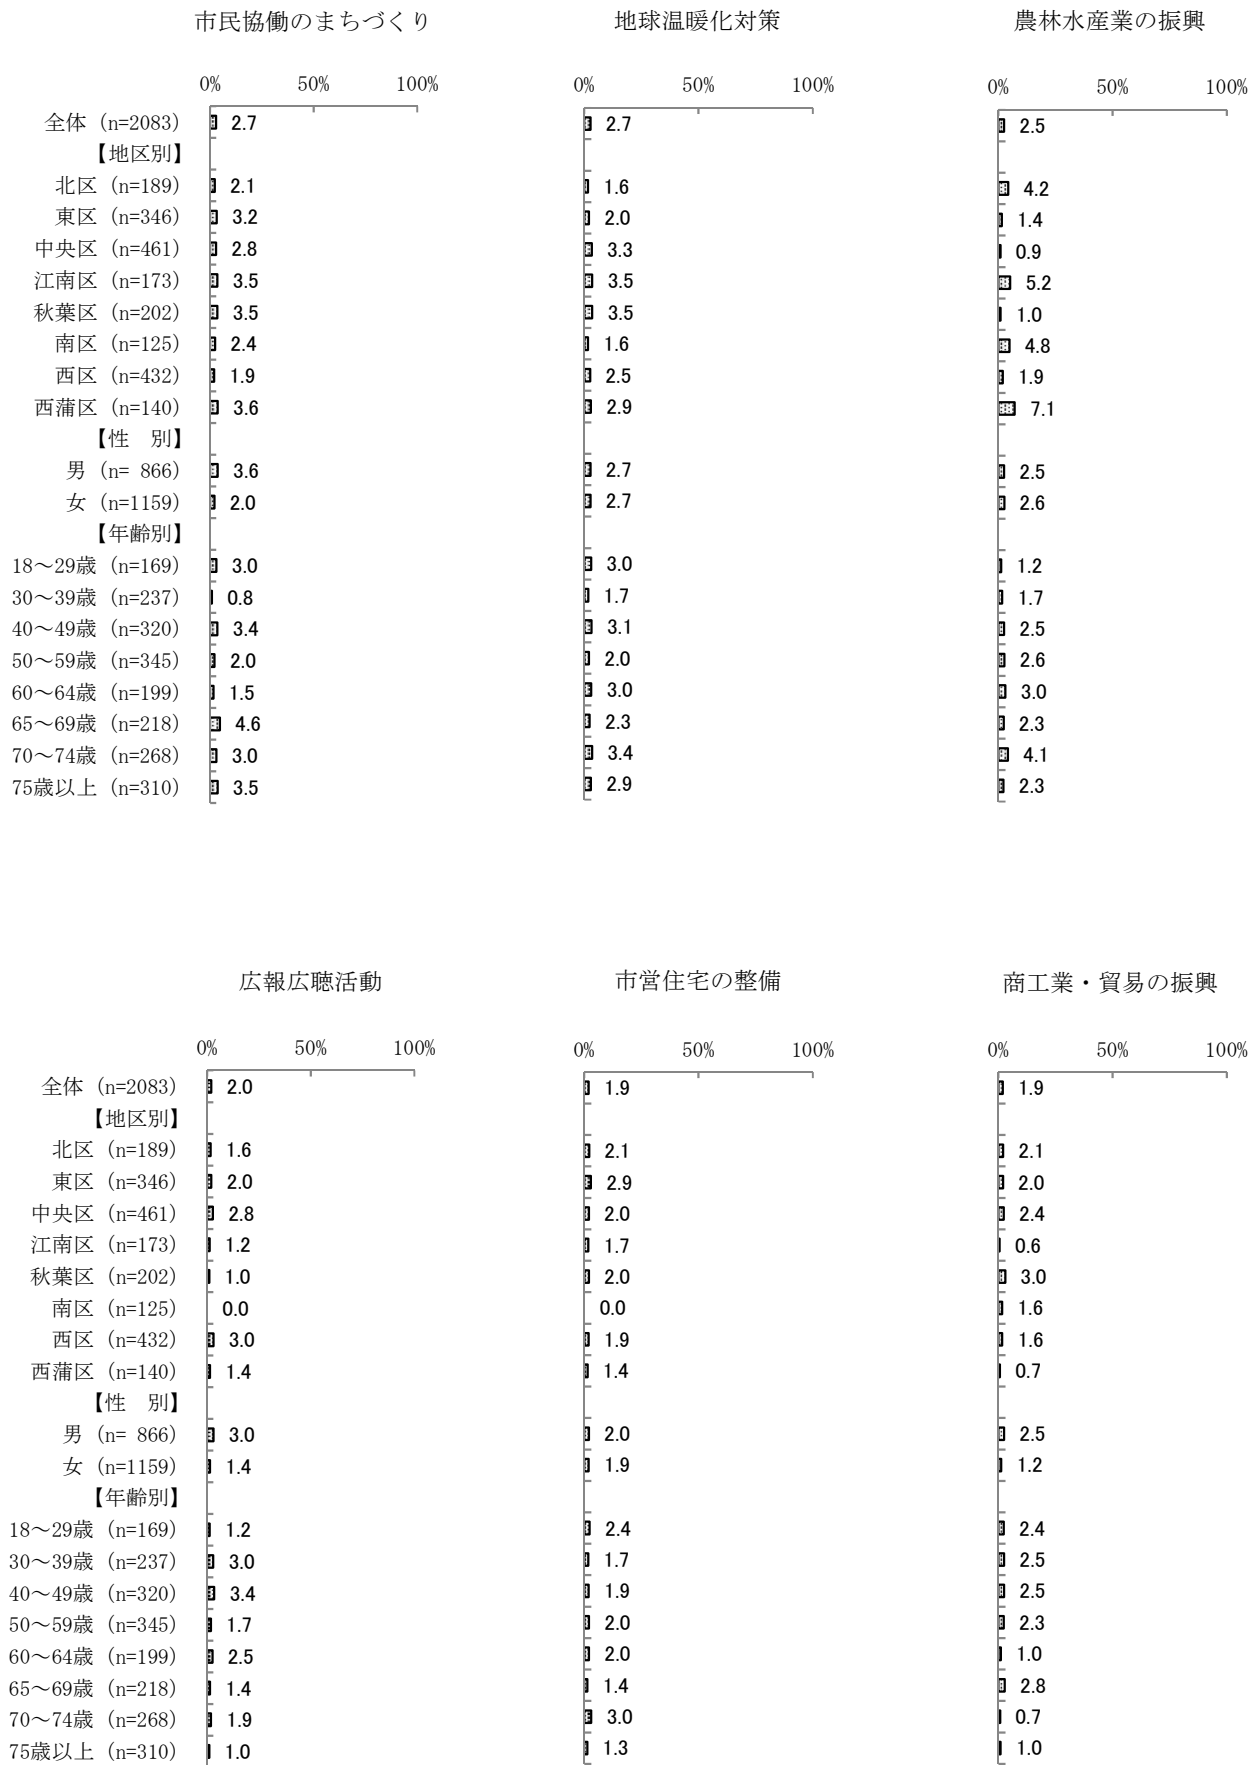 市民協働のまちづくり 地球温暖化対策 農林水産業の振興
0% 50% 100% 0% 50% 100% 0% 50% 100%
全体 (n=2083) 2.7 2.7 2.5
【地区別】
北区 (n=189) 2.1 1.6 4.2
東区 (n=346) 3.2 2.0 1.4
中央区 (n=461) 2.8 3.3 0.9
江南区 (n=173) 3.5 3.5 5.2
秋葉区 (n=202) 3.5 3.5 1.0
南区 (n=125) 2.4 1.6 4.8
西区 (n=432) 1.9 2.5 1.9
西蒲区 (n=140) 3.6 2.9 7.1
【性　別】
男 (n= 866) 3.6 2.7 2.5
女 (n=1159) 2.0 2.7 2.6
【年齢別】
18～29歳 (n=169) 3.0 3.0 1.2
30～39歳 (n=237) 0.8 1.7 1.7
40～49歳 (n=320) 3.4 3.1 2.5
50～59歳 (n=345) 2.0 2.0 2.6
60～64歳 (n=199) 1.5 3.0 3.0
65～69歳 (n=218) 4.6 2.3 2.3
70～74歳 (n=268) 3.0 3.4 4.1
75歳以上 (n=310) 3.5 2.9 2.3
広報広聴活動 市営住宅の整備 商工業・貿易の振興
0% 50% 100% 0% 50% 100% 0% 50% 100%
全体 (n=2083) 2.0 1.9 1.9
【地区別】
北区 (n=189) 1.6 2.1 2.1
東区 (n=346) 2.0 2.9 2.0
中央区 (n=461) 2.8 2.0 2.4
江南区 (n=173) 1.2 1.7 0.6
秋葉区 (n=202) 1.0 2.0 3.0
南区 (n=125) 0.0 0.0 1.6
西区 (n=432) 3.0 1.9 1.6
西蒲区 (n=140) 1.4 1.4 0.7
【性　別】
男 (n= 866) 3.0 2.0 2.5
女 (n=1159) 1.4 1.9 1.2
【年齢別】
18～29歳 (n=169) 1.2 2.4 2.4
30～39歳 (n=237) 3.0 1.7 2.5
40～49歳 (n=320) 3.4 1.9 2.5
50～59歳 (n=345) 1.7 2.0 2.3
60～64歳 (n=199) 2.5 2.0 1.0
65～69歳 (n=218) 1.4 1.4 2.8
70～74歳 (n=268) 1.9 3.0 0.7
75歳以上 (n=310) 1.0 1.3 1.0